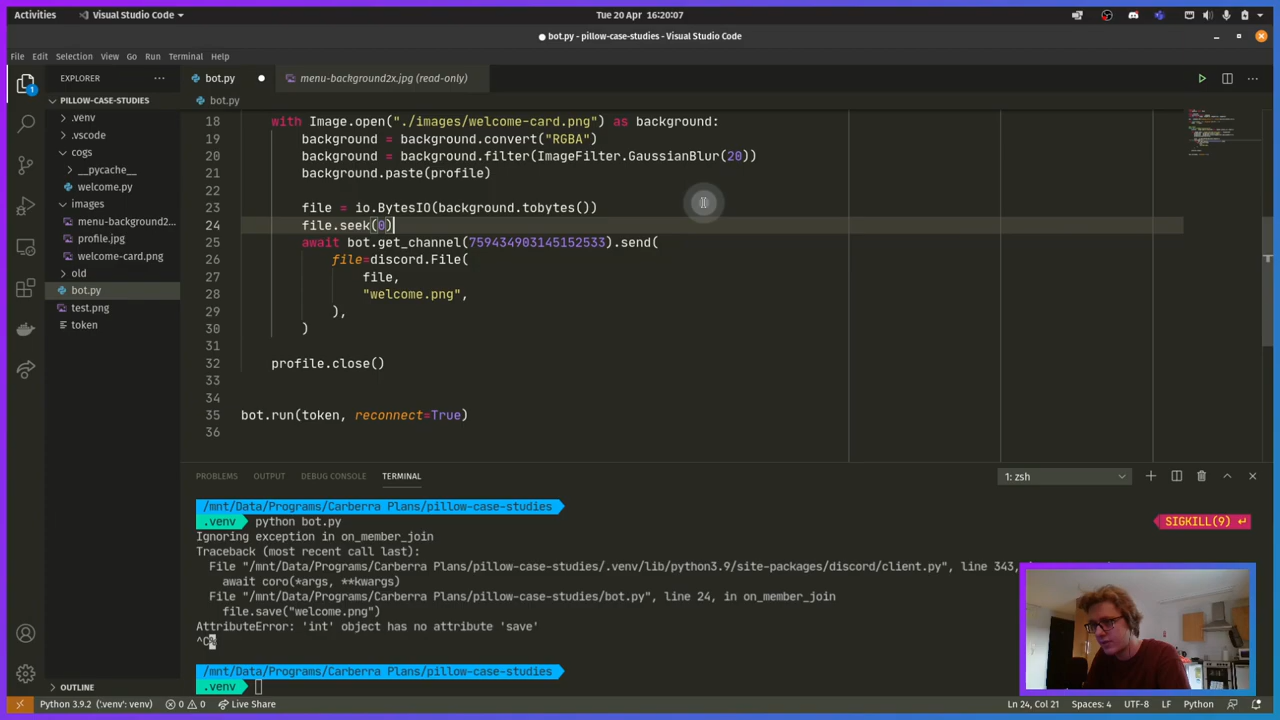 Activities
Visual Studio Code
Tue 20 Apr 16:20:07
● bot.py - pillow-case-studies - Visual Studio Code
File Edit Selection View Go Run Terminal Help
EXPLORER
bot.py
menu-background2x.jpg (read-only)
PILLOW-CASE-STUDIES
.venv
.vscode
cogs
__pycache__
welcome.py
images
menu-background2...
profile.jpg
welcome-card.png
old
bot.py
test.png
token
OUTLINE
1
bot.py
18 with Image.open("./images/welcome-card.png") as background:
19 background = background.convert("RGBA")
20 background = background.filter(ImageFilter.GaussianBlur(20))
21 background.paste(profile)
22
23 file = io.BytesIO(background.tobytes())
24 file.seek(0)
25 await bot.get_channel(759434903145152533).send(
26 file=discord.File(
27 file,
28 "welcome.png",
29 ),
30 )
31
32 profile.close()
33
34
35 bot.run(token, reconnect=True)
36
PROBLEMS OUTPUT DEBUG CONSOLE TERMINAL
1: zsh
/mnt/Data/Programs/Carberra Plans/pillow-case-studies
.venv python bot.py
SIGKILL(9) ↵
Ignoring exception in on_member_join
Traceback (most recent call last):
File "/mnt/Data/Programs/Carberra Plans/pillow-case-studies/.venv/lib/python3.9/site-packages/discord/client.py", line 343,
await coro(*args, **kwargs)
File "/mnt/Data/Programs/Carberra Plans/pillow-case-studies/bot.py", line 24, in on_member_join
file.save("welcome.png")
AttributeError: 'int' object has no attribute 'save'
^C%
/mnt/Data/Programs/Carberra Plans/pillow-case-studies
.venv
Python 3.9.2 ('.venv': venv) 0 0 Live Share
Ln 24, Col 21 Spaces: 4 UTF-8 LF Python